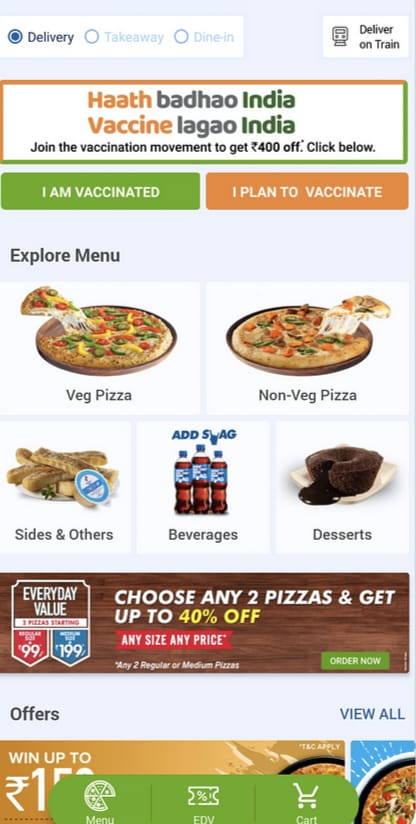 Delivery
Takeaway
Dine-in
Deliver
on Train
Haath badhao India
Vaccine lagao India
Join the vaccination movement to get ₹400 off.* Click below.
I AM VACCINATED
I PLAN TO VACCINATE
Explore Menu
Veg Pizza
Non-Veg Pizza
ADD SWAG
Sides & Others
Beverages
Desserts
EVERYDAY
VALUE
2 PIZZAS STARTING
REGULAR
SIZE
₹99
MEDIUM
SIZE
₹199
CHOOSE ANY 2 PIZZAS & GET
UP TO 40% OFF
ANY SIZE ANY PRICE*
*Any 2 Regular or Medium Pizzas
ORDER NOW
Offers
VIEW ALL
*T&C APPLY
WIN UP TO
Menu
EDV
Cart